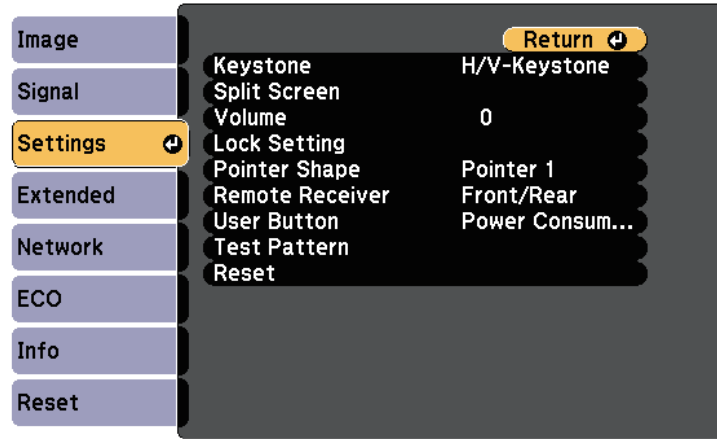 Image
Signal
Settings
Extended
Network
ECO
Info
Reset
Return
Keystone H/V-Keystone
Split Screen
Volume 0
Lock Setting
Pointer Shape Pointer 1
Remote Receiver Front/Rear
User Button Power Consum...
Test Pattern
Reset